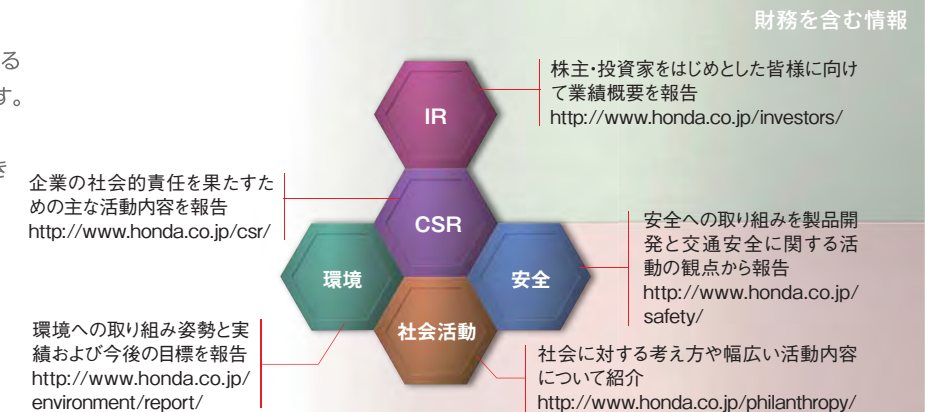 財務を含む情報
る
す。
株主・投資家をはじめとした皆様に向け
て業績概要を報告
http://www.honda.co.jp/investors/
IR
企業の社会的責任を果たすた
めの主な活動内容を報告
http://www.honda.co.jp/csr/
CSR
安全への取り組みを製品開
発と交通安全に関する活
動の観点から報告
http://www.honda.co.jp/
safety/
環境
安全
社会活動
環境への取り組み姿勢と実
績および今後の目標を報告
http://www.honda.co.jp/
environment/report/
社会に対する考え方や幅広い活動内容
について紹介
http://www.honda.co.jp/philanthropy/